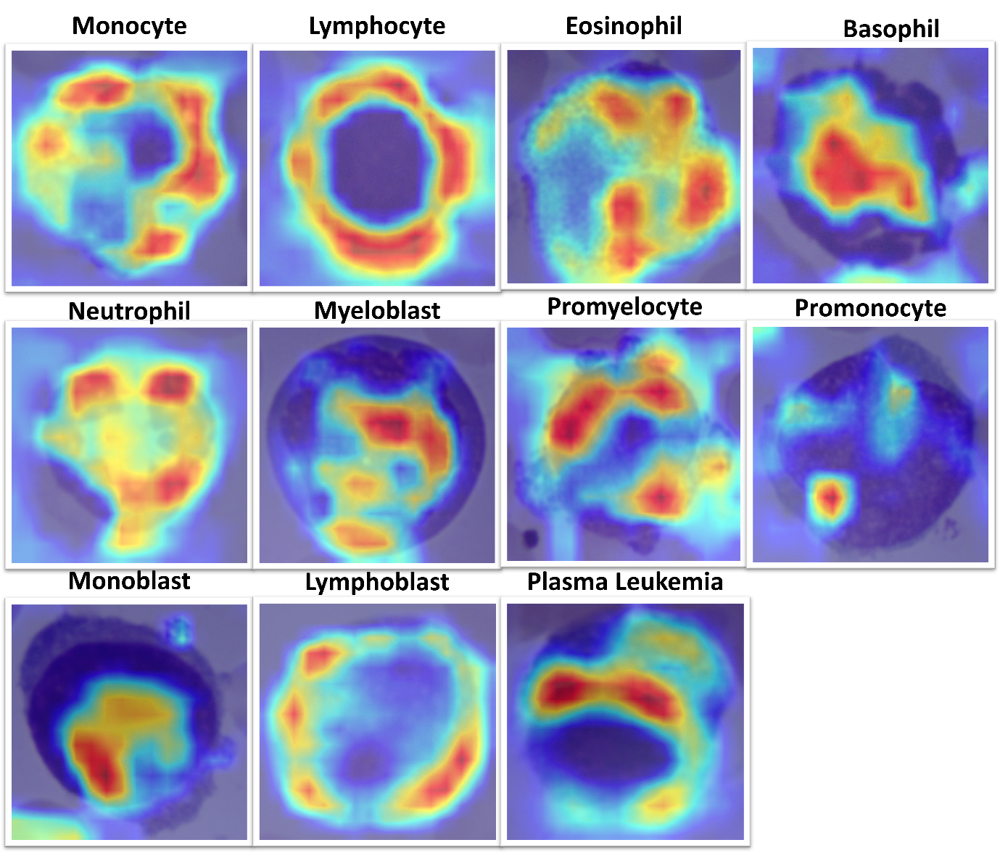 Monocyte
Lymphocyte
Eosinophil
Basophil
Neutrophil
Myeloblast
Promyelocyte
Promonocyte
Monoblast
Lymphoblast
Plasma Leukemia